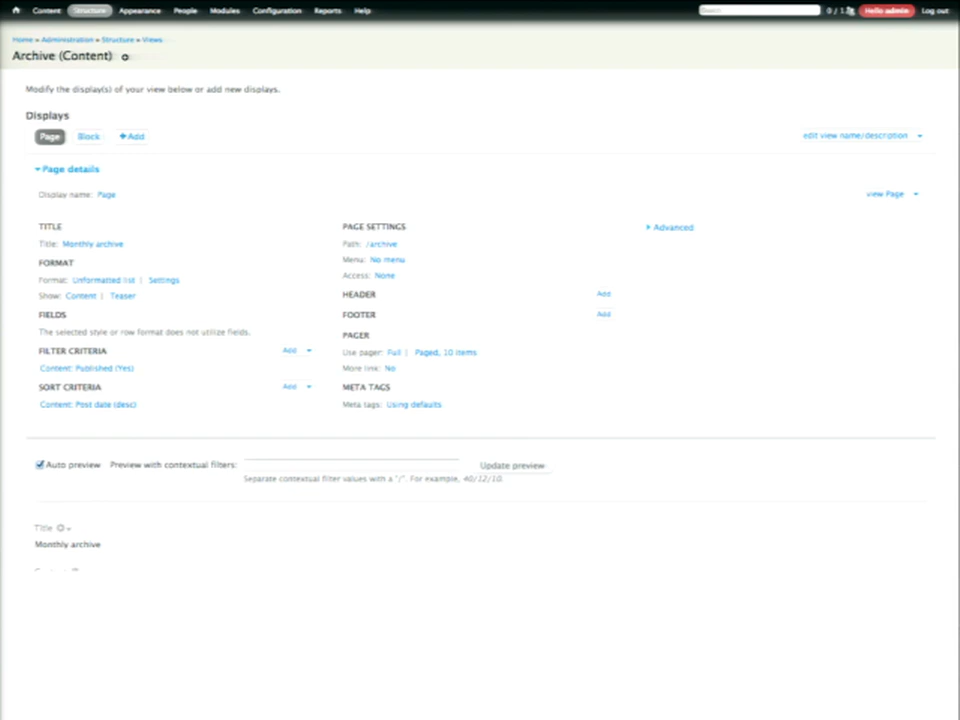 Content Structure Appearance People Modules Configuration Reports Help Hello admin Log out
Home » Administration » Structure » Views
Archive (Content)
Modify the display(s) of your view below or add new displays.
Displays
Page Block +Add edit view name/description
Page details
Display name: Page view Page
TITLE
Title: Monthly archive
FORMAT
Format: Unformatted list | Settings
Show: Content | Teaser
FIELDS
The selected style or row format does not utilize fields.
FILTER CRITERIA Add
Content: Published (Yes)
SORT CRITERIA Add
Content: Post date (desc)
PAGE SETTINGS
Path: /archive
Menu: No menu
Access: None
HEADER Add
FOOTER Add
PAGER
Use pager: Full | Paged, 10 items
More link: No
META TAGS
Meta tags: Using defaults
Advanced
Auto preview Preview with contextual filters: Update preview
Separate contextual filter values with a "/". For example, 40/12/10.
Title
Monthly archive